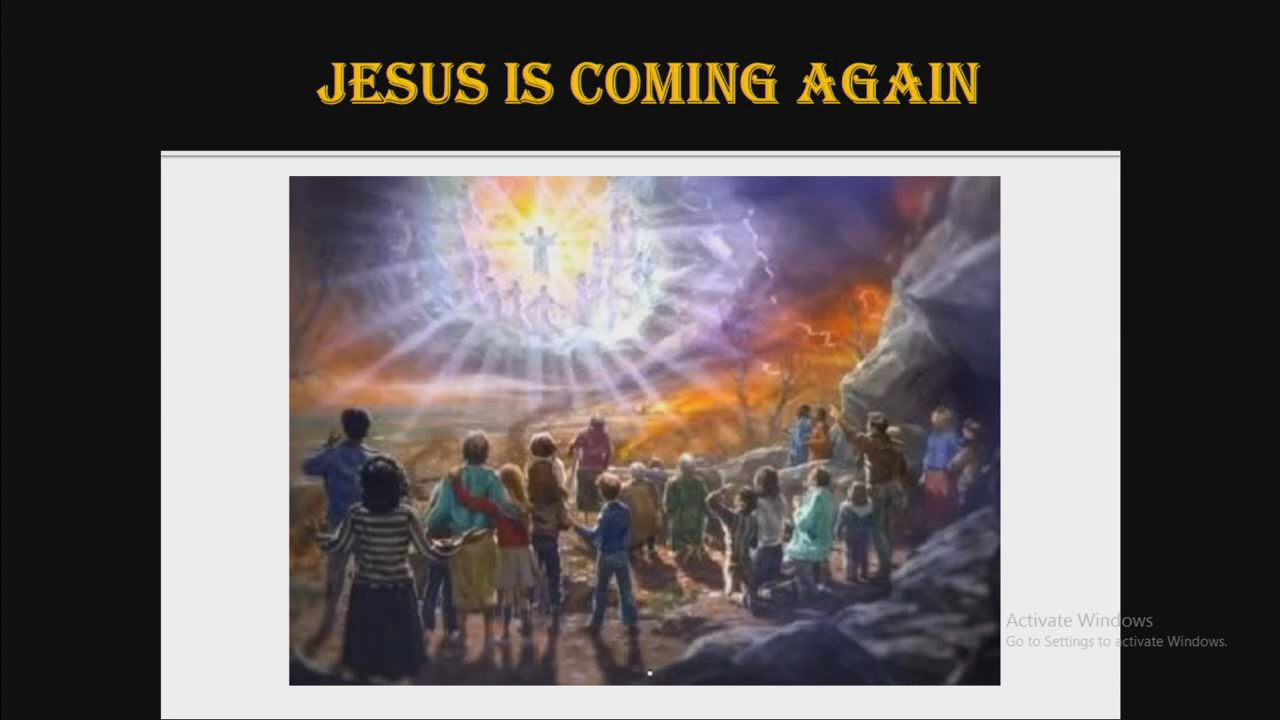 JESUS IS COMING AGAIN
Activate Windows
Go to Settings to activate Windows.